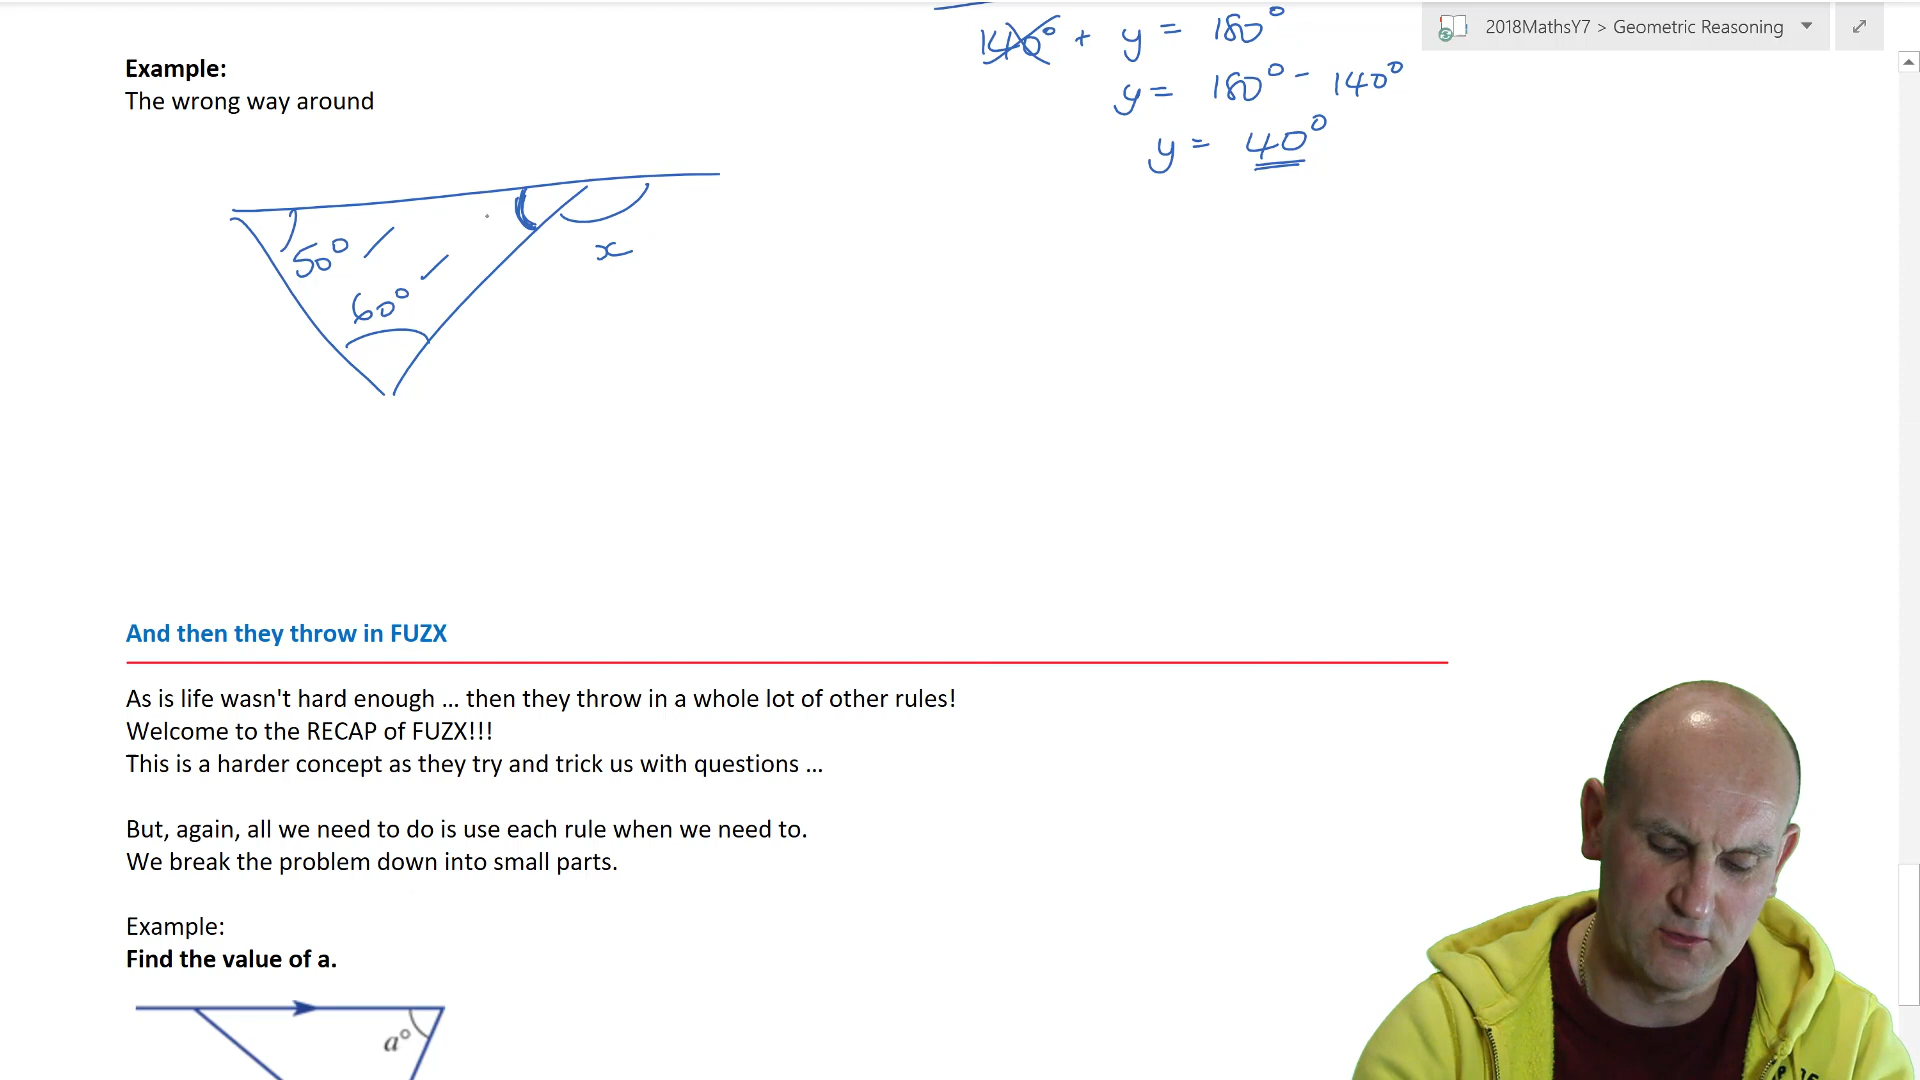 140° + y = 180°
y = 180° - 140°
y = 40°
2018MathsY7 > Geometric Reasoning
Example:
The wrong way around
50°
60°
x
And then they throw in FUZX
As is life wasn't hard enough ... then they throw in a whole lot of other rules!
Welcome to the RECAP of FUZX!!!
This is a harder concept as they try and trick us with questions ...
But, again, all we need to do is use each rule when we need to.
We break the problem down into small parts.
Example:
Find the value of a.
a°